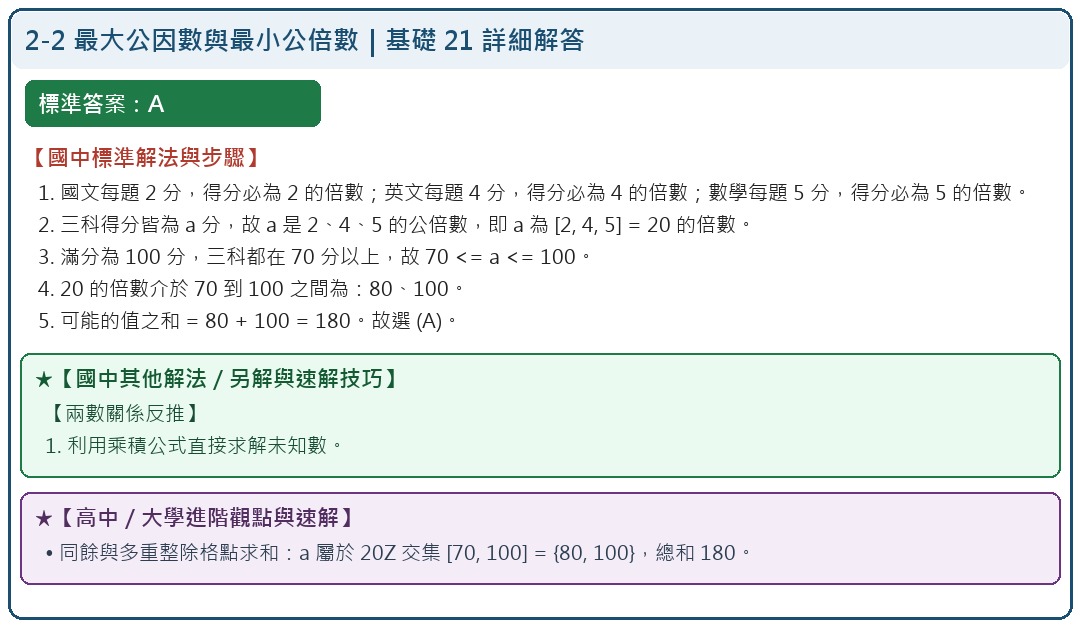 2-2 最大公因數與最小公倍數 | 基礎 21 詳細解答
標準答案：A
【國中標準解法與步驟】
1. 國文每題 2 分，得分必為 2 的倍數；英文每題 4 分，得分必為 4 的倍數；數學每題 5 分，得分必為 5 的倍數。
2. 三科得分皆為 a 分，故 a 是 2、4、5 的公倍數，即 a 為 [2, 4, 5] = 20 的倍數。
3. 滿分為 100 分，三科都在 70 分以上，故 70 <= a <= 100。
4. 20 的倍數介於 70 到 100 之間為：80、100。
5. 可能的值之和 = 80 + 100 = 180。故選 (A)。
★【國中其他解法 / 另解與速解技巧】
【兩數關係反推】
1. 利用乘積公式直接求解未知數。
★【高中 / 大學進階觀點與速解】
• 同餘與多重整除格點求和：a 屬於 20Z 交集 [70, 100] = {80, 100}，總和 180。